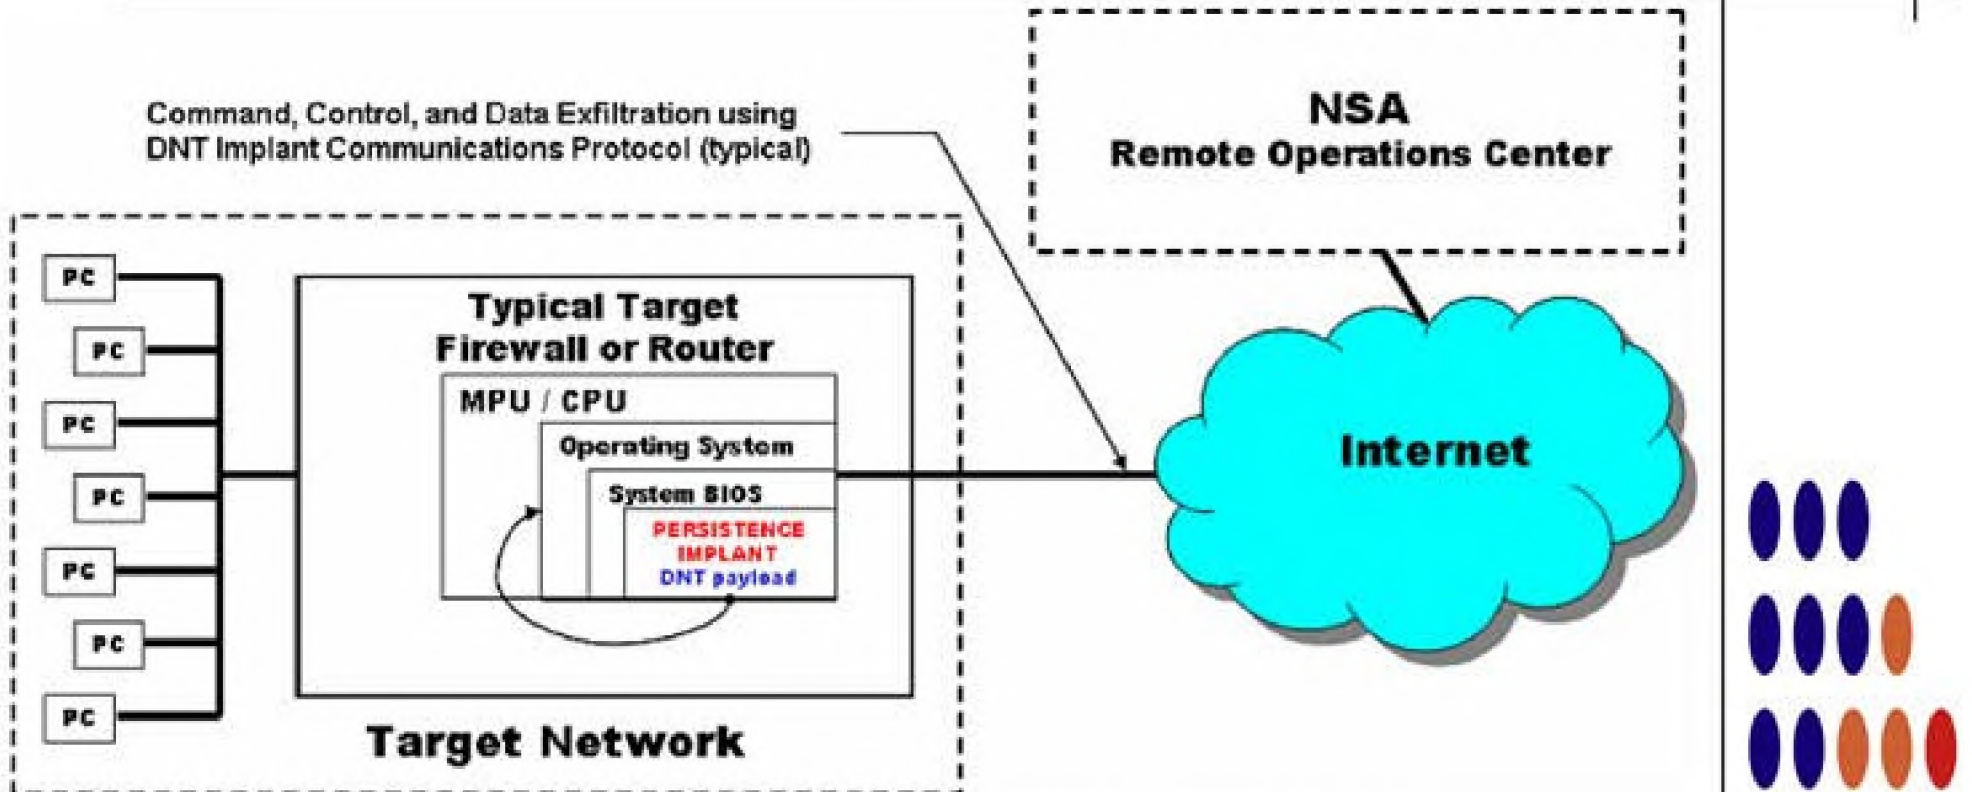 Command, Control, and Data Exfiltration using
DNT Implant Communications Protocol (typical)
NSA
Remote Operations Center
PC
PC
PC
PC
PC
PC
PC
Typical Target
Firewall or Router
MPU / CPU
Operating System
System BIOS
PERSISTENCE
IMPLANT
DNT payload
Internet
Target Network